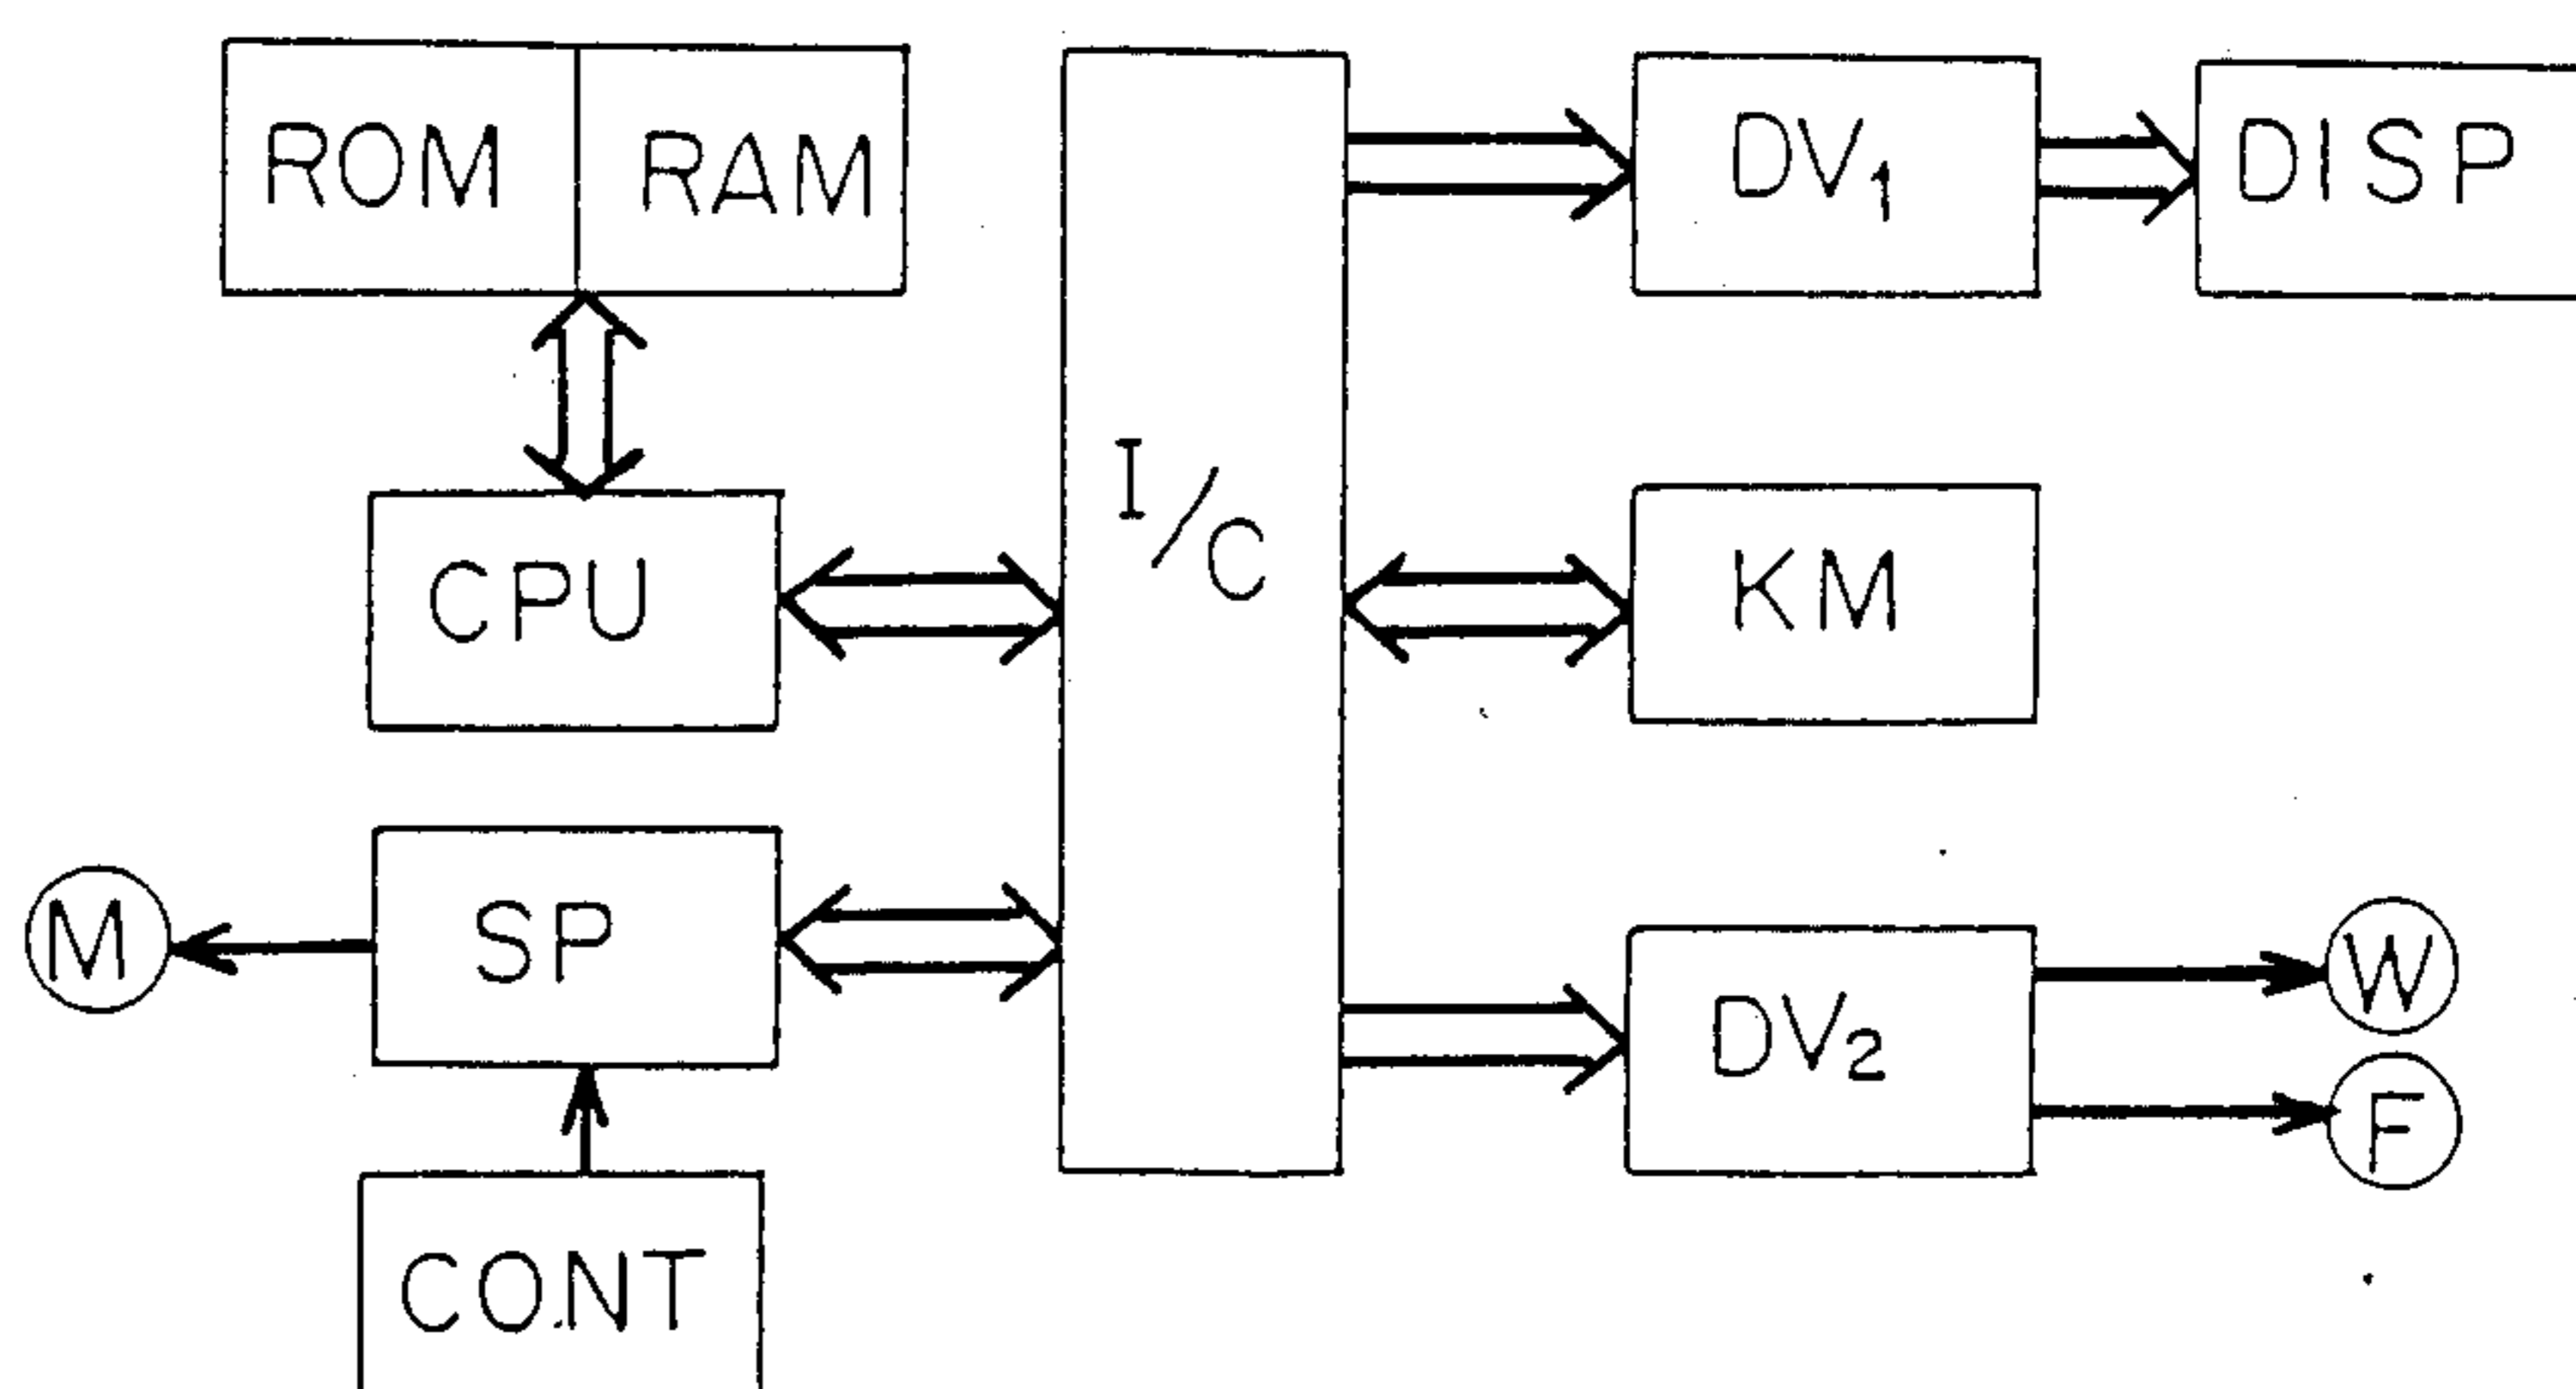 ROM
RAM
DV1
DISP
I/C
CPU
KM
M
SP
DV2
W
F
CONT